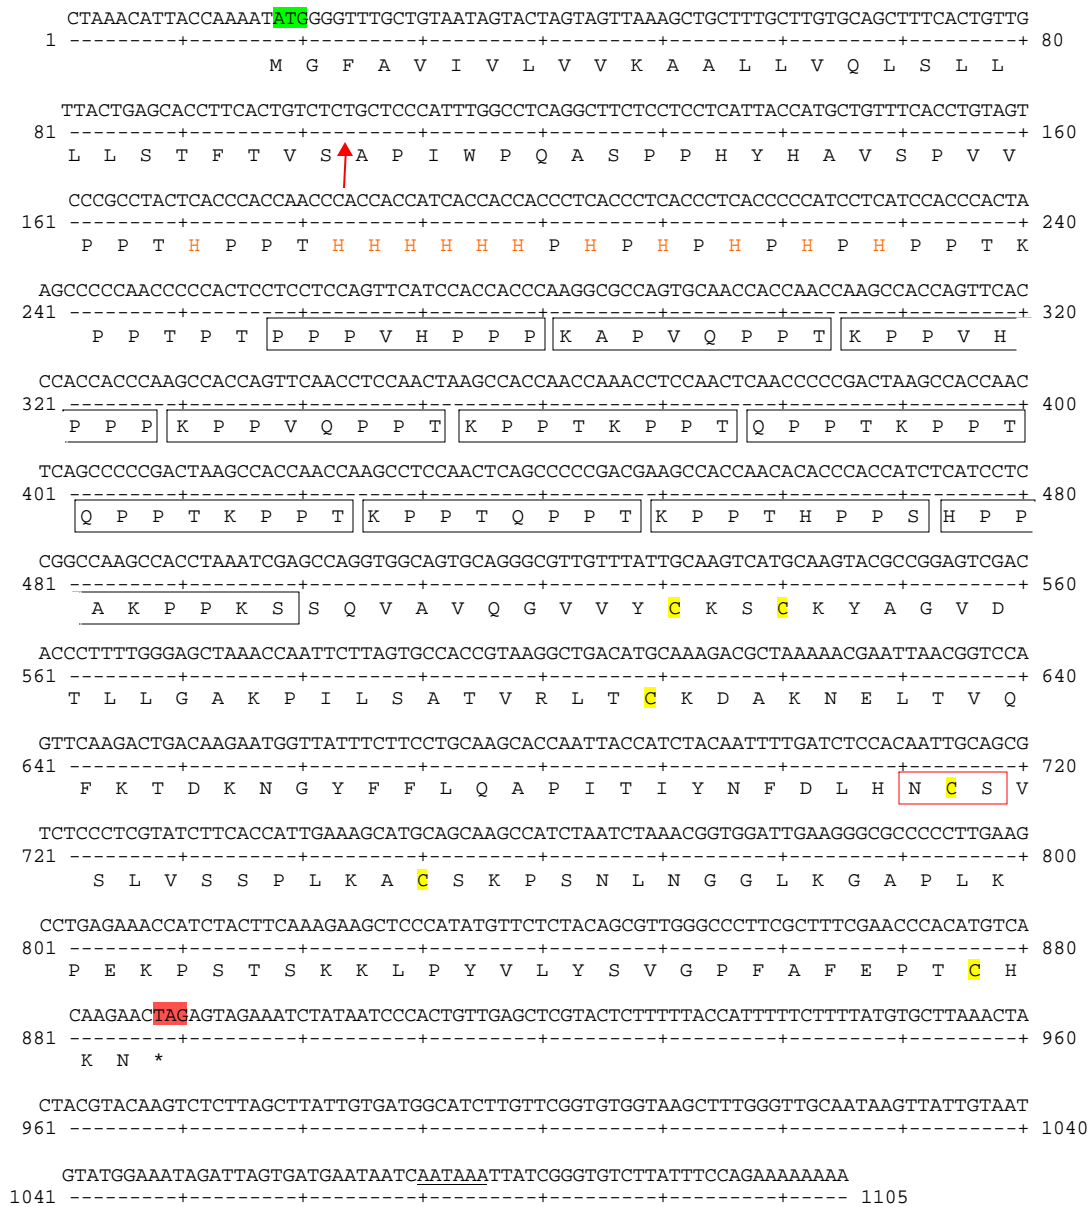 CTAAACATTACCAAAATATGGGGTTTGCTGTAATAGTACTAGTAGTTAAAGCTGCTTTGCTTGTGCAGCTTTCACTGTTG
1 ---------+---------+---------+---------+---------+---------+---------+---------+ 80
M G F A V I V L V V K A A L L V Q L S L L
TTACTGAGCACCTTCACTGTCTCTGCTCCCATTTGGCCTCAGGCTTCTCCTCCTCATTACCATGCTGTTTCACCTGTAGT
81 ---------+---------+---------+---------+---------+---------+---------+---------+ 160
L L S T F T V S A P I W P Q A S P P H Y H A V S P V V
CCCGCCTACTCACCCACCAACCCACCACCATCACCACCACCCTCACCCTCACCCTCACCCCCATCCTCATCCACCCACTA
161 ---------+---------+---------+---------+---------+---------+---------+---------+ 240
P P T H P P T H H H H H H P H P H P H P H P H P P T K
AGCCCCCAACCCCCACTCCTCCTCCAGTTCATCCACCACCCAAGGCGCCAGTGCAACCACCAACCAAGCCACCAGTTCAC
241 ---------+---------+---------+---------+---------+---------+---------+---------+ 320
P P T P T P P P V H P P P K A P V Q P P T K P P V H
CCACCACCCAAGCCACCAGTTCAACCTCCAACTAAGCCACCAACCAAACCTCCAACTCAACCCCCGACTAAGCCACCAAC
321 ---------+---------+---------+---------+---------+---------+---------+---------+ 400
P P P K P P V Q P P T K P P T K P P T Q P P T K P P T
TCAGCCCCCGACTAAGCCACCAACCAAGCCTCCAACTCAGCCCCCGACGAAGCCACCAACACACCCACCATCTCATCCTC
401 ---------+---------+---------+---------+---------+---------+---------+---------+ 480
Q P P T K P P T K P P T Q P P T K P P T H P P S H P P
CGGCCAAGCCACCTAAATCGAGCCAGGTGGCAGTGCAGGGCGTTGTTTATTGCAAGTCATGCAAGTACGCCGGAGTCGAC
481 ---------+---------+---------+---------+---------+---------+---------+---------+ 560
A K P P K S S Q V A V Q G V V Y C K S C K Y A G V D
ACCCTTTTGGGAGCTAAACCAATTCTTAGTGCCACCGTAAGGCTGACATGCAAAGACGCTAAAAACGAATTAACGGTCCA
561 ---------+---------+---------+---------+---------+---------+---------+---------+ 640
T L L G A K P I L S A T V R L T C K D A K N E L T V Q
GTTCAAGACTGACAAGAATGGTTATTTCTTCCTGCAAGCACCAATTACCATCTACAATTTTGATCTCCACAATTGCAGCG
641 ---------+---------+---------+---------+---------+---------+---------+---------+ 720
F K T D K N G Y F F L Q A P I T I Y N F D L H N C S V
TCTCCCTCGTATCTTCACCATTGAAAGCATGCAGCAAGCCATCTAATCTAAACGGTGGATTGAAGGGCGCCCCCTTGAAG
721 ---------+---------+---------+---------+---------+---------+---------+---------+ 800
S L V S S P L K A C S K P S N L N G G L K G A P L K
CCTGAGAAACCATCTACTTCAAAGAAGCTCCCATATGTTCTCTACAGCGTTGGGCCCTTCGCTTTCGAACCCACATGTCA
801 ---------+---------+---------+---------+---------+---------+---------+---------+ 880
P E K P S T S K K L P Y V L Y S V G P F A F E P T C H
CAAGAACTAGAGTAGAAATCTATAATCCCACTGTTGAGCTCGTACTCTTTTTACCATTTTTCTTTTATGTGCTTAAACTA
881 ---------+---------+---------+---------+---------+---------+---------+---------+ 960
K N *
CTACGTACAAGTCTCTTAGCTTATTGTGATGGCATCTTGTTCGGTGTGGTAAGCTTTGGGTTGCAATAAGTTATTGTAAT
961 ---------+---------+---------+---------+---------+---------+---------+---------+ 1040
GTATGGAAATAGATTAGTGATGAATAATCAATAAATTATCGGGTGTCTTATTTCCAGAAAAAAAA
1041 ---------+---------+---------+---------+---------+---------+----- 1105